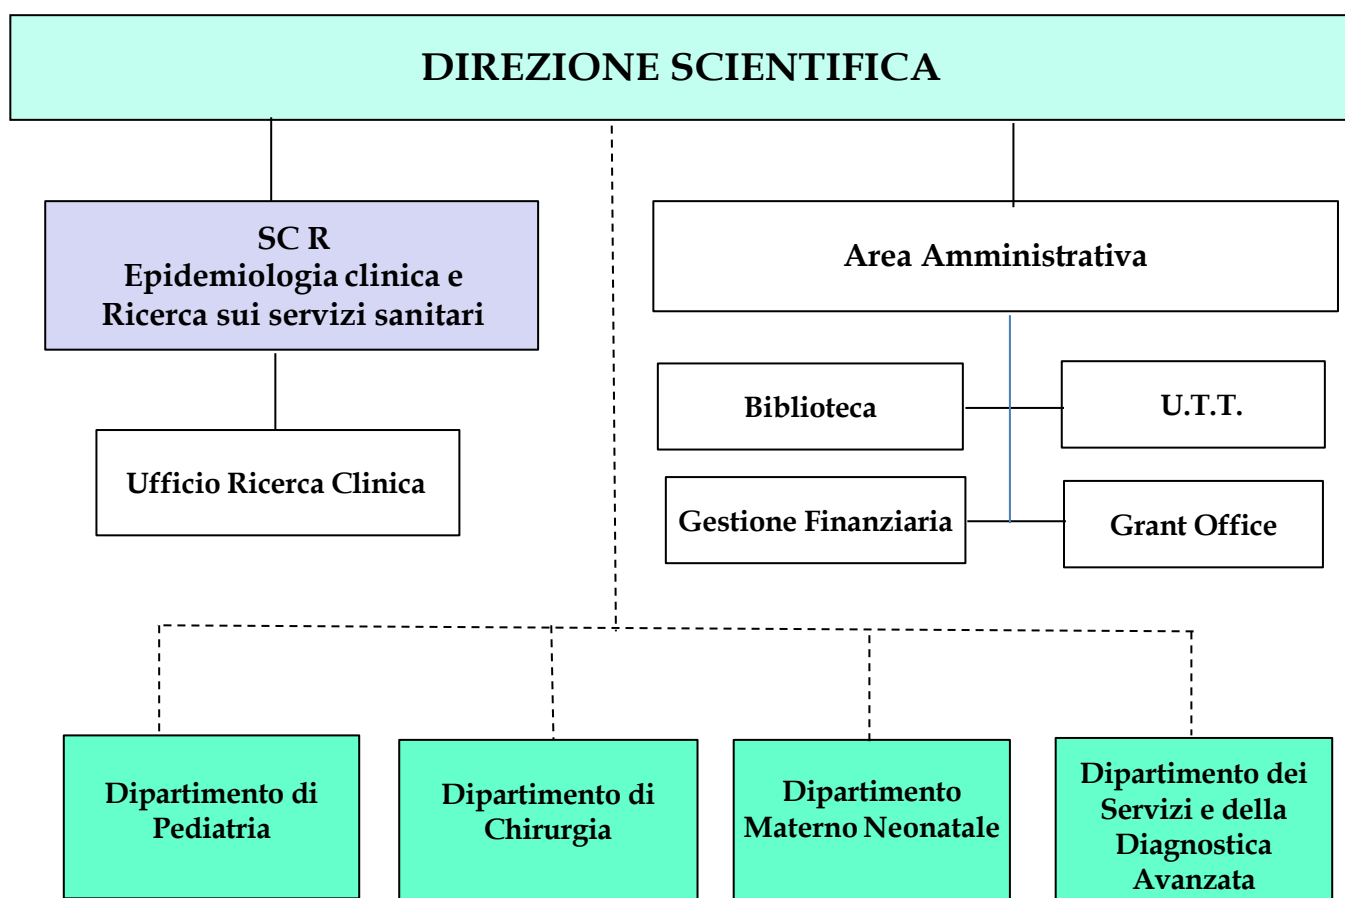 DIREZIONE SCIENTIFICA
SC R
Epidemiologia clinica e
Ricerca sui servizi sanitari
Area Amministrativa
Biblioteca
U.T.T.
Ufficio Ricerca Clinica
Gestione Finanziaria
Grant Office
Dipartimento di
Pediatria
Dipartimento di
Chirurgia
Dipartimento
Materno Neonatale
Dipartimento dei
Servizi e della
Diagnostica
Avanzata